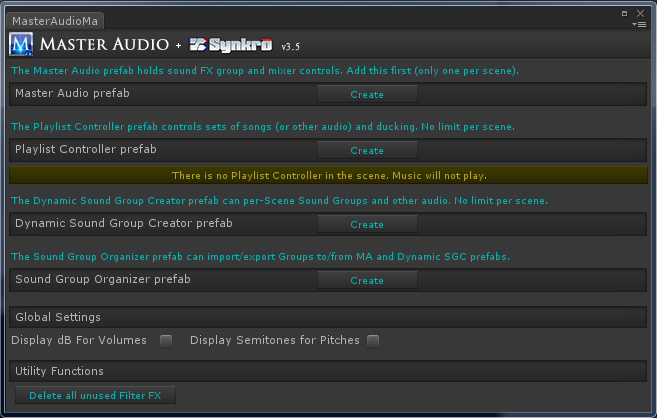 MasterAudioMa
M MASTER AUDIO + Synkro v3.5
The Master Audio prefab holds sound FX group and mixer controls. Add this first (only one per scene).
Master Audio prefab Create
The Playlist Controller prefab controls sets of songs (or other audio) and ducking. No limit per scene.
Playlist Controller prefab Create
There is no Playlist Controller in the scene. Music will not play.
The Dynamic Sound Group Creator prefab can per-Scene Sound Groups and other audio. No limit per scene.
Dynamic Sound Group Creator prefab Create
The Sound Group Organizer prefab can import/export Groups to/from MA and Dynamic SGC prefabs.
Sound Group Organizer prefab Create
Global Settings
Display dB For Volumes Display Semitones for Pitches
Utility Functions
Delete all unused Filter FX